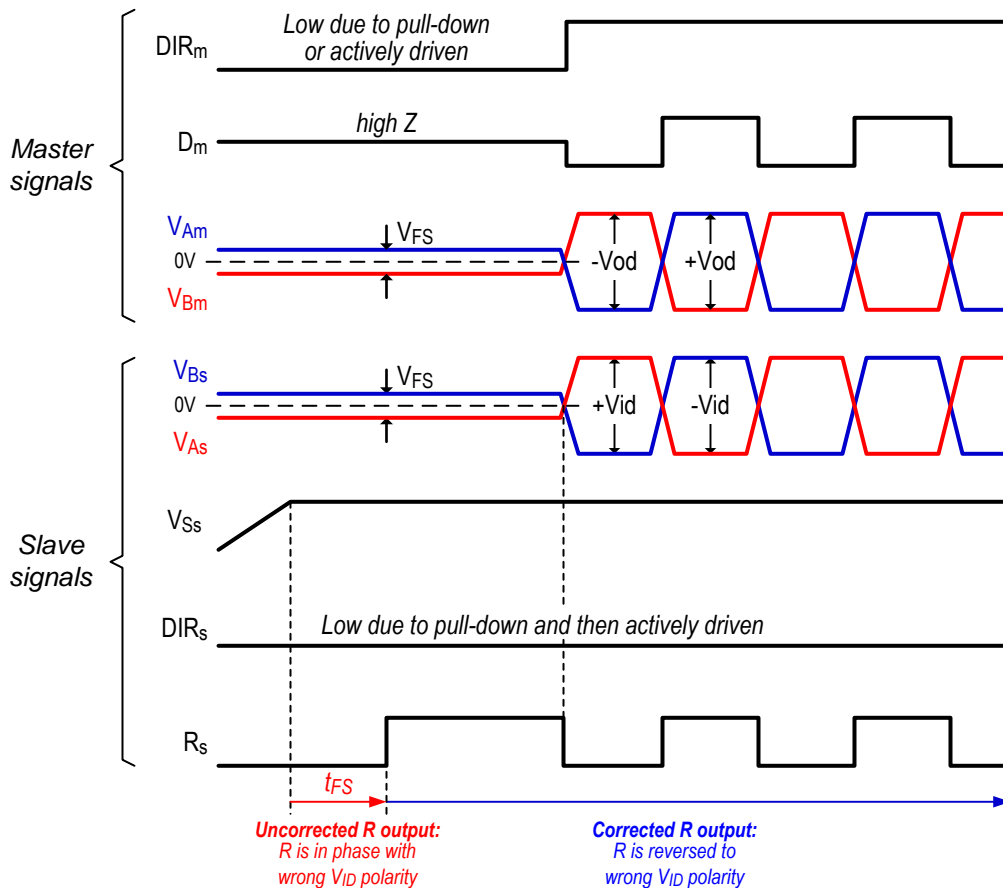 Low due to pull-down
or actively driven
DIRm
high Z
Dm
Master
signals
VAm
VFS
0V
-Vod
+Vod
VBm
VBs
VFS
0V
+Vid
-Vid
VAs
VSs
Slave
signals
DIRs
Low due to pull-down and then actively driven
Rs
tFS
Uncorrected R output:
R is in phase with
wrong VID polarity
Corrected R output:
R is reversed to
wrong VID polarity